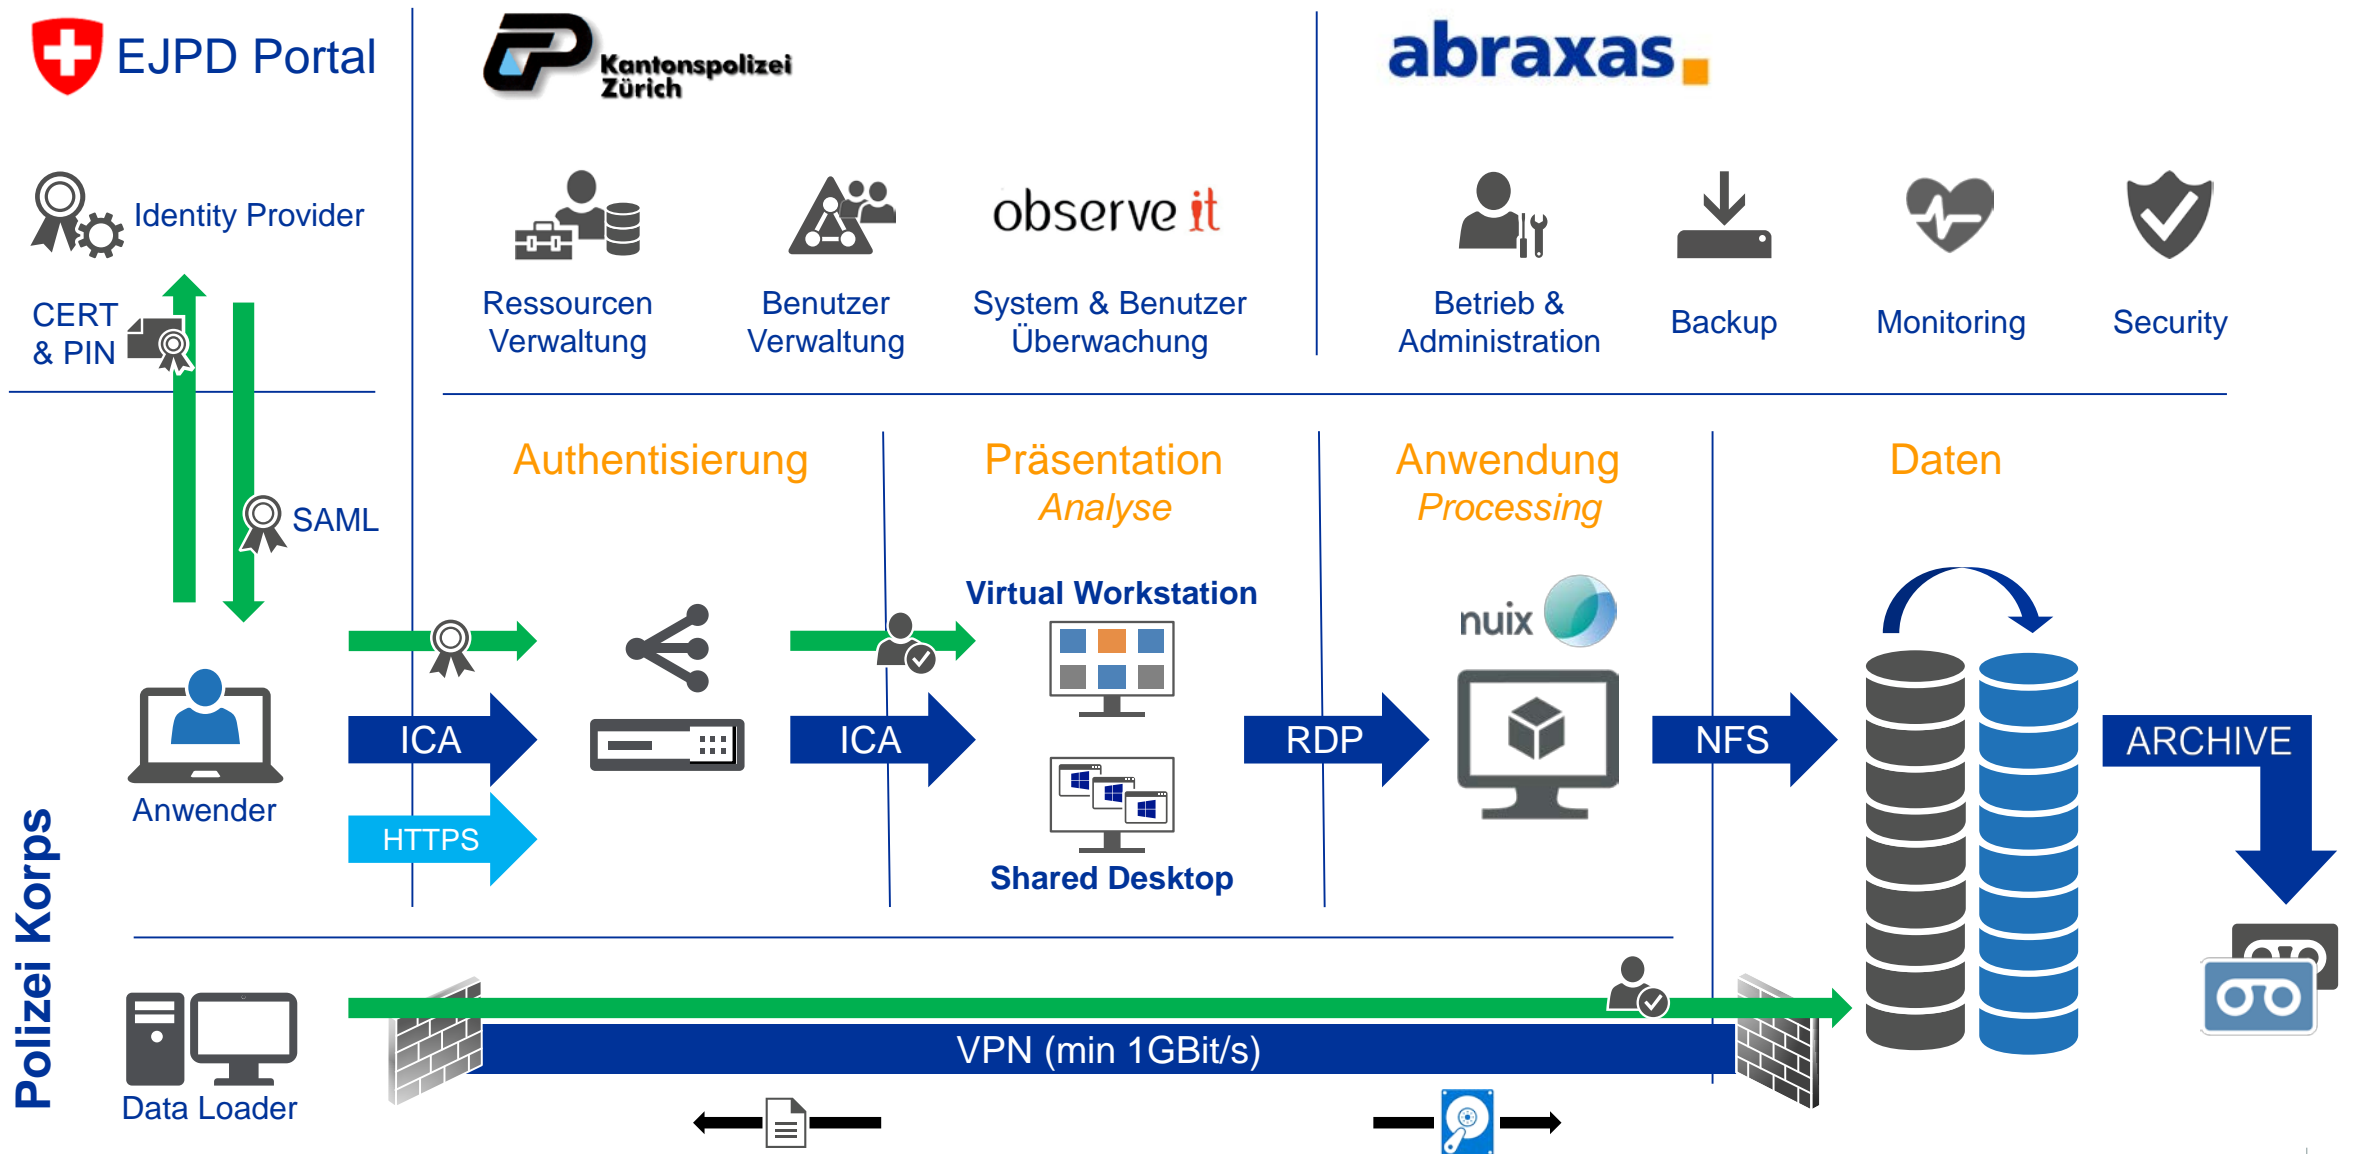 EJPD Portal
Kantonspolizei
Zürich
abraxas
Identity Provider
observe it
CERT
& PIN
Ressourcen
Verwaltung
Benutzer
Verwaltung
System & Benutzer
Überwachung
Betrieb &
Administration
Backup
Monitoring
Security
SAML
Authentisierung
Präsentation
Analyse
Anwendung
Processing
Daten
Virtual Workstation
nuix
Anwender
ICA
HTTPS
ICA
RDP
NFS
ARCHIVE
Shared Desktop
Polizei Korps
Data Loader
VPN (min 1GBit/s)